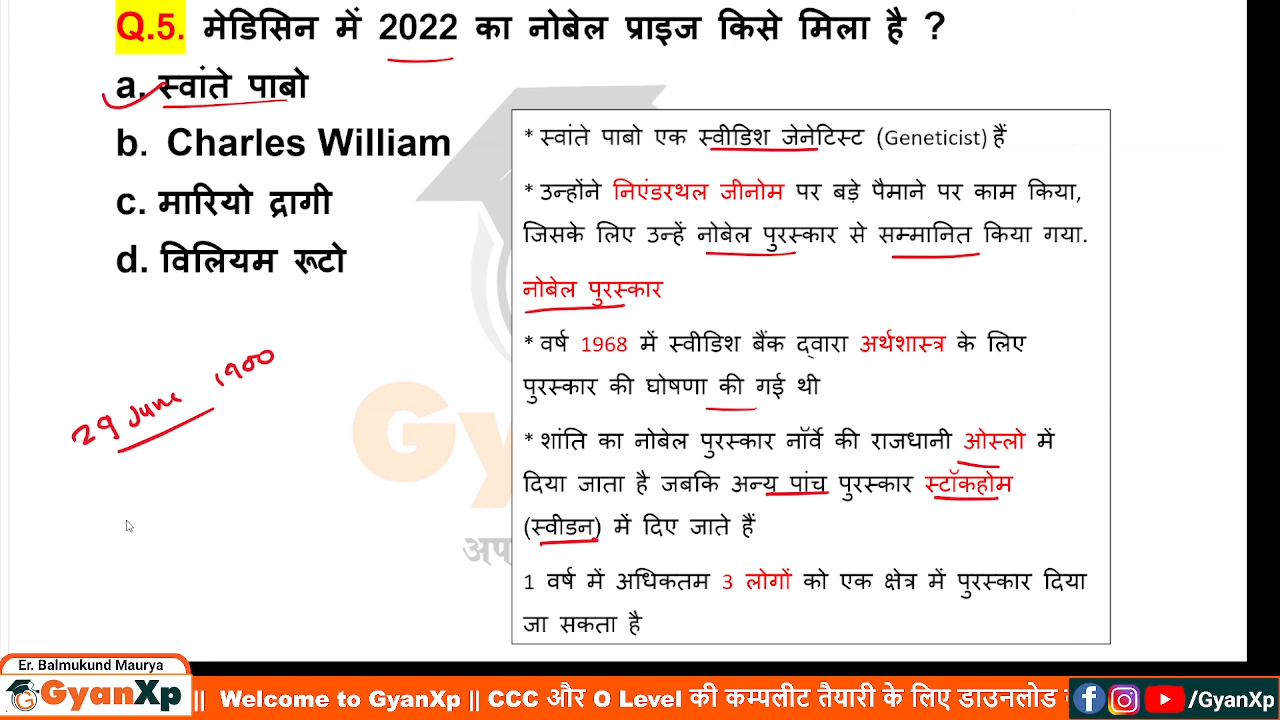 Q.5. मेडिसिन में 2022 का नोबेल प्राइज किसे मिला है ?
a. स्वांते पाबो
b. Charles William
c. मारियो द्रागी
d. विलियम रूटो
29 June 1900
* स्वांते पाबो एक स्वीडिश जेनेटिस्ट (Geneticist) हैं
* उन्होंने निएंडरथल जीनोम पर बड़े पैमाने पर काम किया,
जिसके लिए उन्हें नोबेल पुरस्कार से सम्मानित किया गया.
नोबेल पुरस्कार
* वर्ष 1968 में स्वीडिश बैंक द्वारा अर्थशास्त्र के लिए
पुरस्कार की घोषणा की गई थी
* शांति का नोबेल पुरस्कार नॉर्वे की राजधानी ओस्लो में
दिया जाता है जबकि अन्य पांच पुरस्कार स्टॉकहोम
(स्वीडन) में दिए जाते हैं
1 वर्ष में अधिकतम 3 लोगों को एक क्षेत्र में पुरस्कार दिया
जा सकता है
Er. Balmukund Maurya
GyanXp || Welcome to GyanXp || CCC और O Level की कम्पलीट तैयारी के लिए डाउनलोड /GyanXp